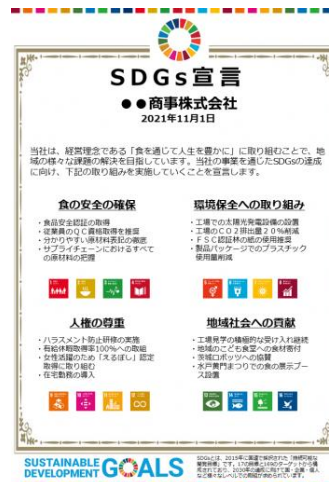 SDGs宣言
●●商事株式会社
2021年11月1日
当社は、経営理念である「食を通じて人生を豊かに」に取り組むことで、地
域の様々な課題の解決を目指しています。当社の事業を通じたSDGsの達成
に向け、下記の取り組みを実施していくことを宣言します。
食の安全の確保
・食品安全認証の取得
・従業員のQC資格取得を推奨
・分かりやすい原材料表記の徹底
・サプライチェーンにおけるすべて
の原材料の把握
環境保全への取り組み
・工場での太陽光発電設備の設置
・工場のCO2排出量20%削減
・FSC認証林の紙の使用推奨
・製品パッケージでのプラスチック
使用量削減
人権の尊重
・ハラスメント防止研修の実施
・有給休暇取得率100%への取組
・女性活躍のため「えるぼし」認定
取得に取り組む
・在宅勤務の導入
地域社会への貢献
・工場見学の積極的な受け入れ継続
・地域のこども食堂への食材寄付
・茨城ロボッツへの協賛
・水戸黄門まつりでの食の展示ブー
ス設置
SUSTAINABLE
DEVELOPMENT
GOALS